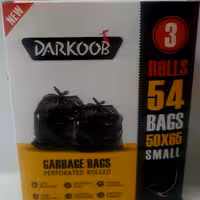 NEW
DARKOOB
3
ROLLS
54
BAGS
50X65
SMALL
GARBAGE BAGS
PERFORATED ROLLED